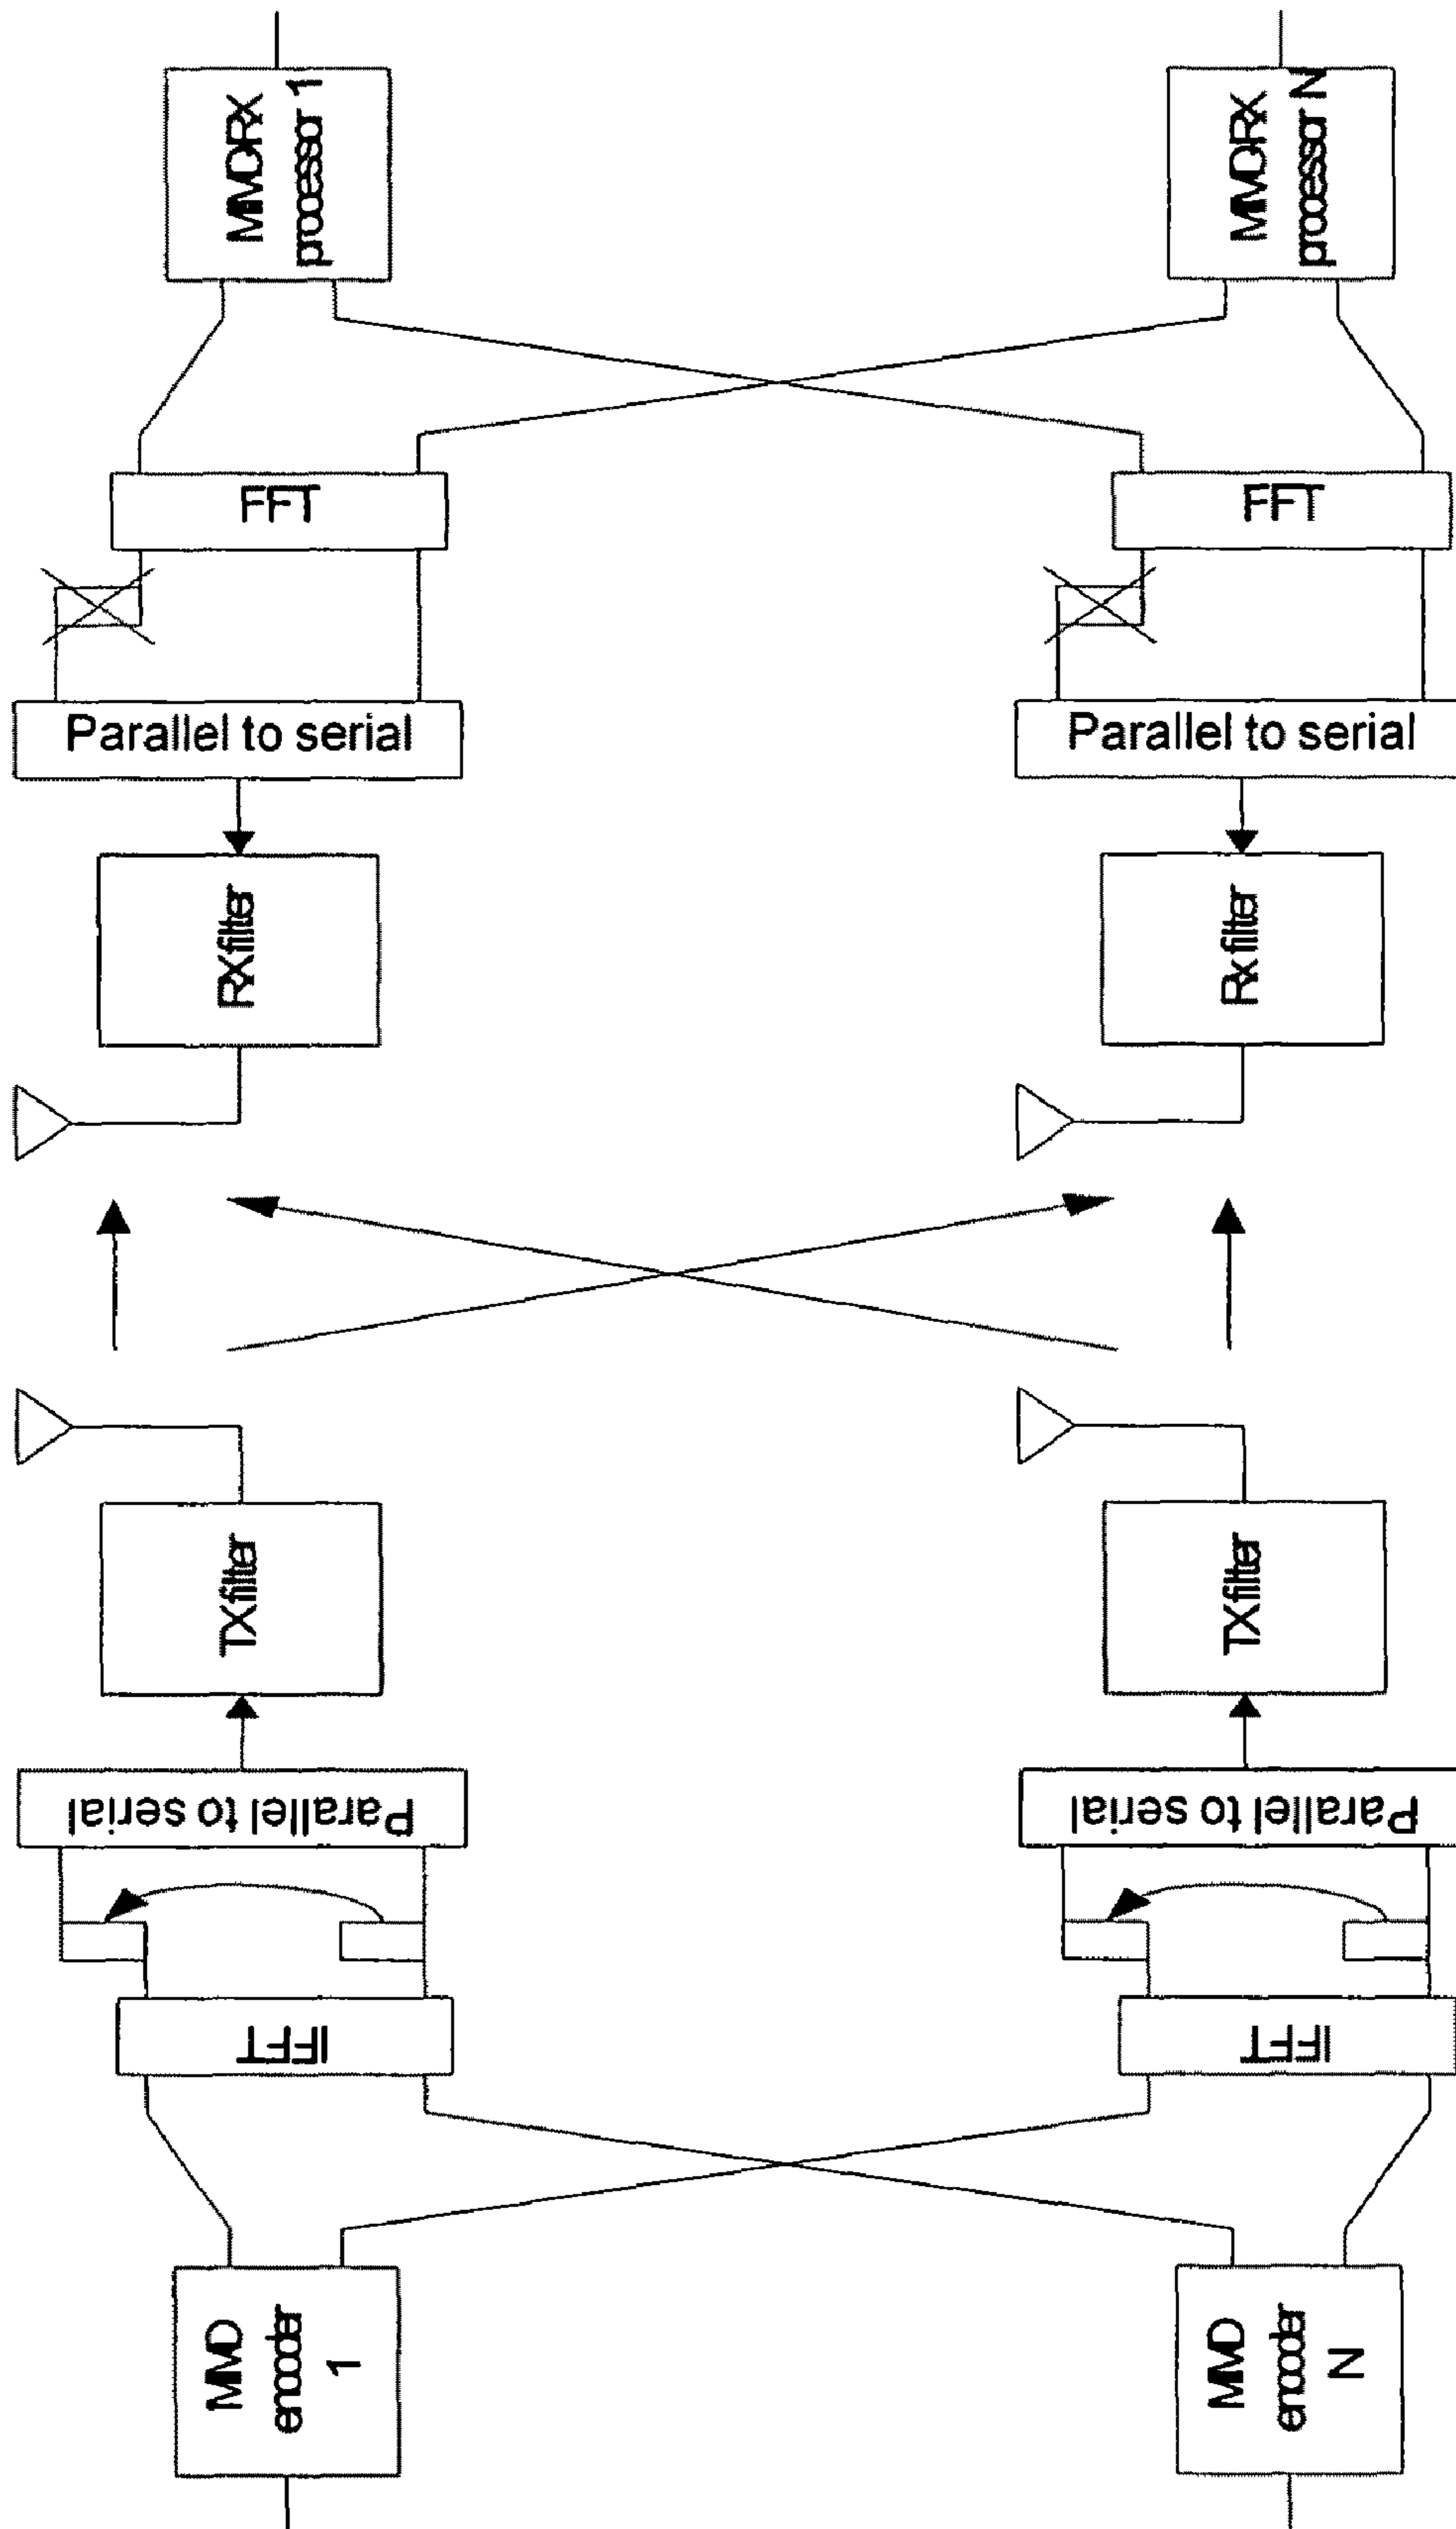 MIMO RX
processor 1
MIMO RX
processor N
FFT
FFT
Parallel to serial
Parallel to serial
RX filter
Rx filter
TX filter
TX filter
Parallel to serial
Parallel to serial
IFFT
IFFT
MIMO
encoder
1
MIMO
encoder
N